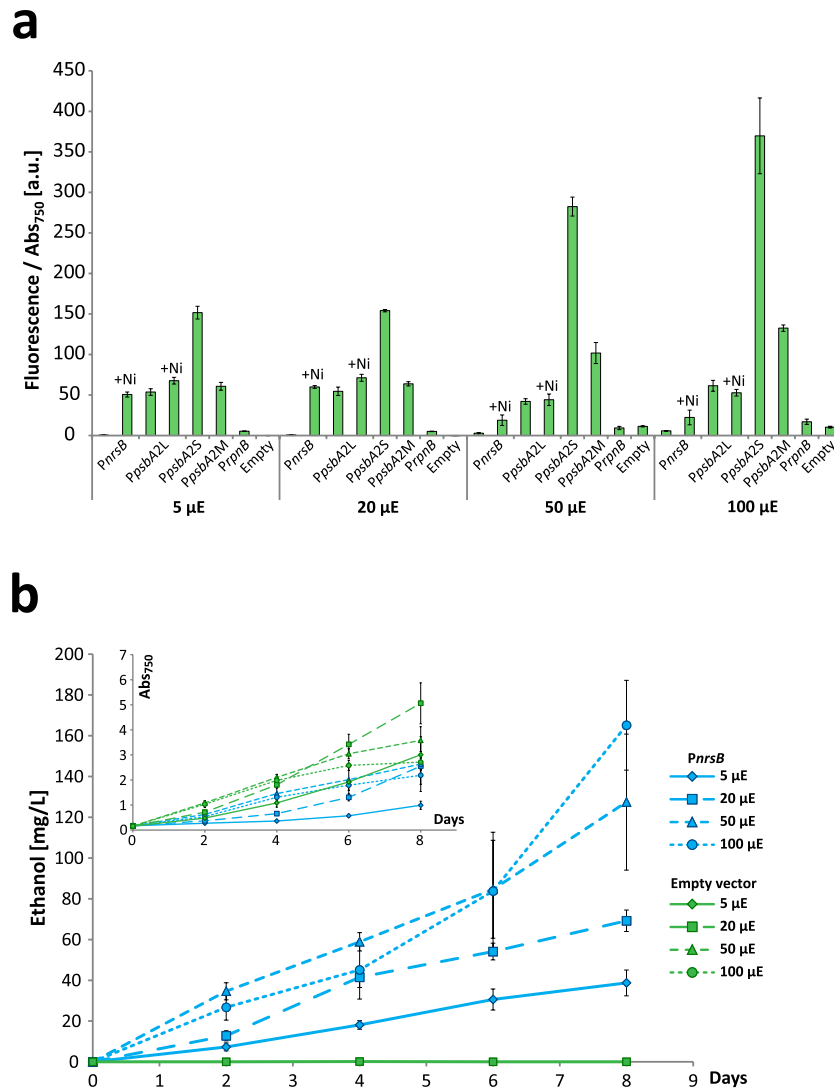 a
Fluorescence / Abs750 [a.u.]
450
400
350
300
250
200
150
100
50
0
+Ni
+Ni
+Ni
+Ni
+Ni
+Ni
+Ni
+Ni
PnrsB
PpsbA2L
PpsbA2S
PpsbA2M
PrpnB
Empty
PnrsB
PpsbA2L
PpsbA2S
PpsbA2M
PrpnB
Empty
PnrsB
PpsbA2L
PpsbA2S
PpsbA2M
PrpnB
Empty
PnrsB
PpsbA2L
PpsbA2S
PpsbA2M
PrpnB
Empty
5 µE
20 µE
50 µE
100 µE
b
Ethanol [mg/L]
200
180
160
140
120
100
80
60
40
20
0
0
1
2
3
4
5
6
7
8
9
Days
Abs750
7
6
5
4
3
2
1
0
0
2
4
6
8
Days
PnrsB
5 µE
20 µE
50 µE
100 µE
Empty vector
5 µE
20 µE
50 µE
100 µE